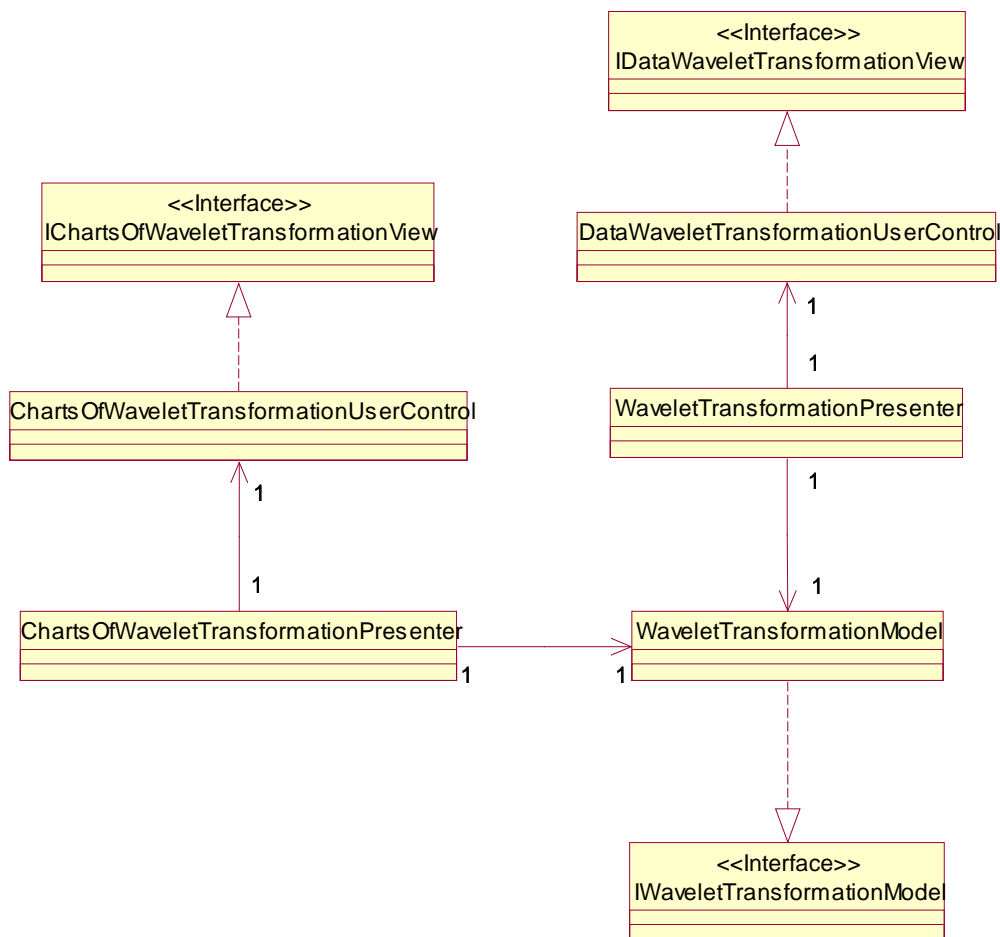 <<Interface>>
IDataWaveletTransformationView
<<Interface>>
IChartsOfWaveletTransformationView
DataWaveletTransformationUserControl
1
1
ChartsOfWaveletTransformationUserControl
WaveletTransformationPresenter
1
1
1
1
ChartsOfWaveletTransformationPresenter
WaveletTransformationModel
1
1
<<Interface>>
IWaveletTransformationModel